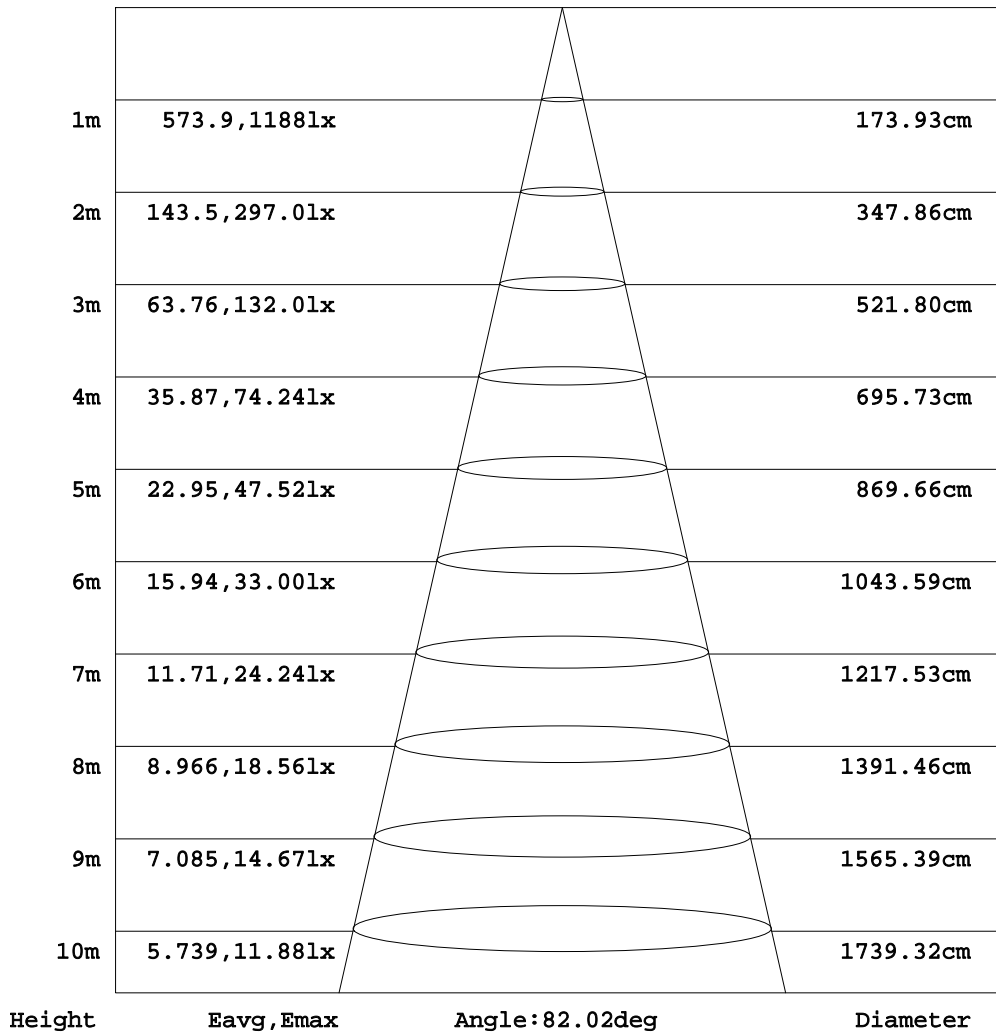 1m 573.9,1188lx 173.93cm
2m 143.5,297.0lx 347.86cm
3m 63.76,132.0lx 521.80cm
4m 35.87,74.24lx 695.73cm
5m 22.95,47.52lx 869.66cm
6m 15.94,33.00lx 1043.59cm
7m 11.71,24.24lx 1217.53cm
8m 8.966,18.56lx 1391.46cm
9m 7.085,14.67lx 1565.39cm
10m 5.739,11.88lx 1739.32cm
Height Eavg,Emax Angle:82.02deg Diameter